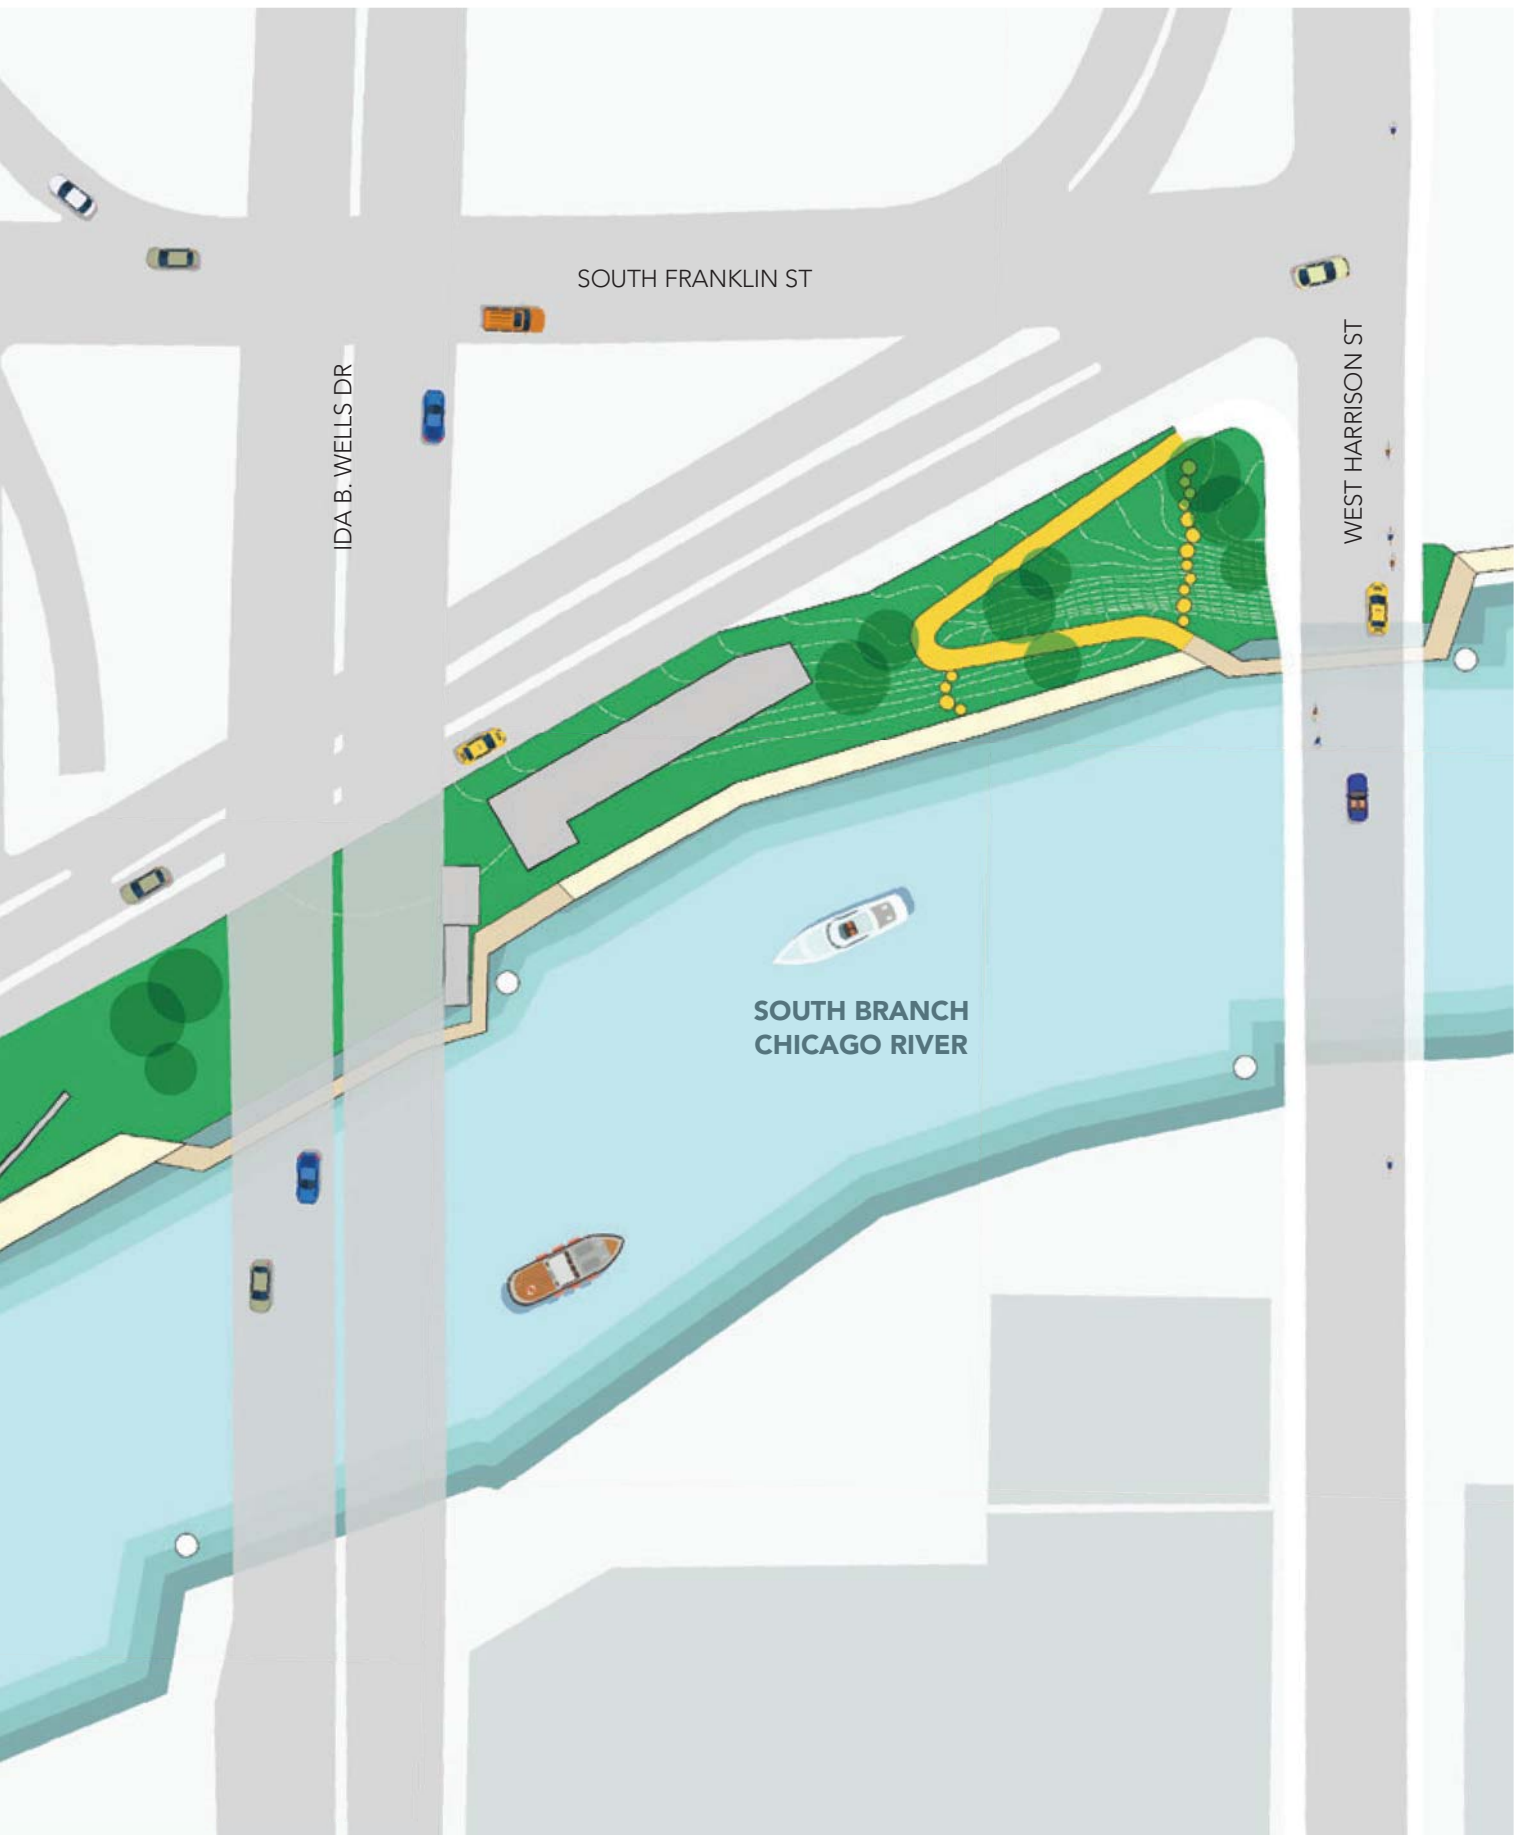 SOUTH FRANKLIN ST
IDA B. WELLS DR
WEST HARRISON ST
SOUTH BRANCH
CHICAGO RIVER